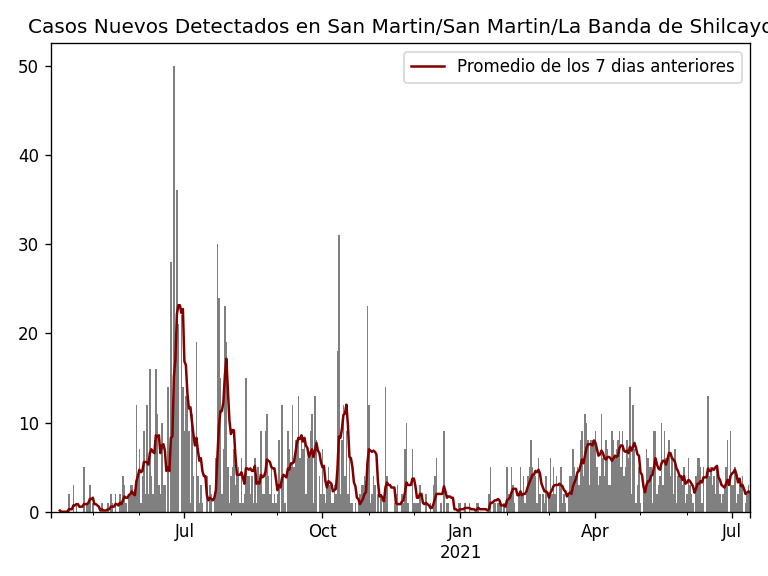 Casos Nuevos Detectados en San Martin/San Martin/La Banda de Shilcayo
Promedio de los 7 dias anteriores
50
40
30
20
10
0
Jul Oct Jan Apr Jul
2021